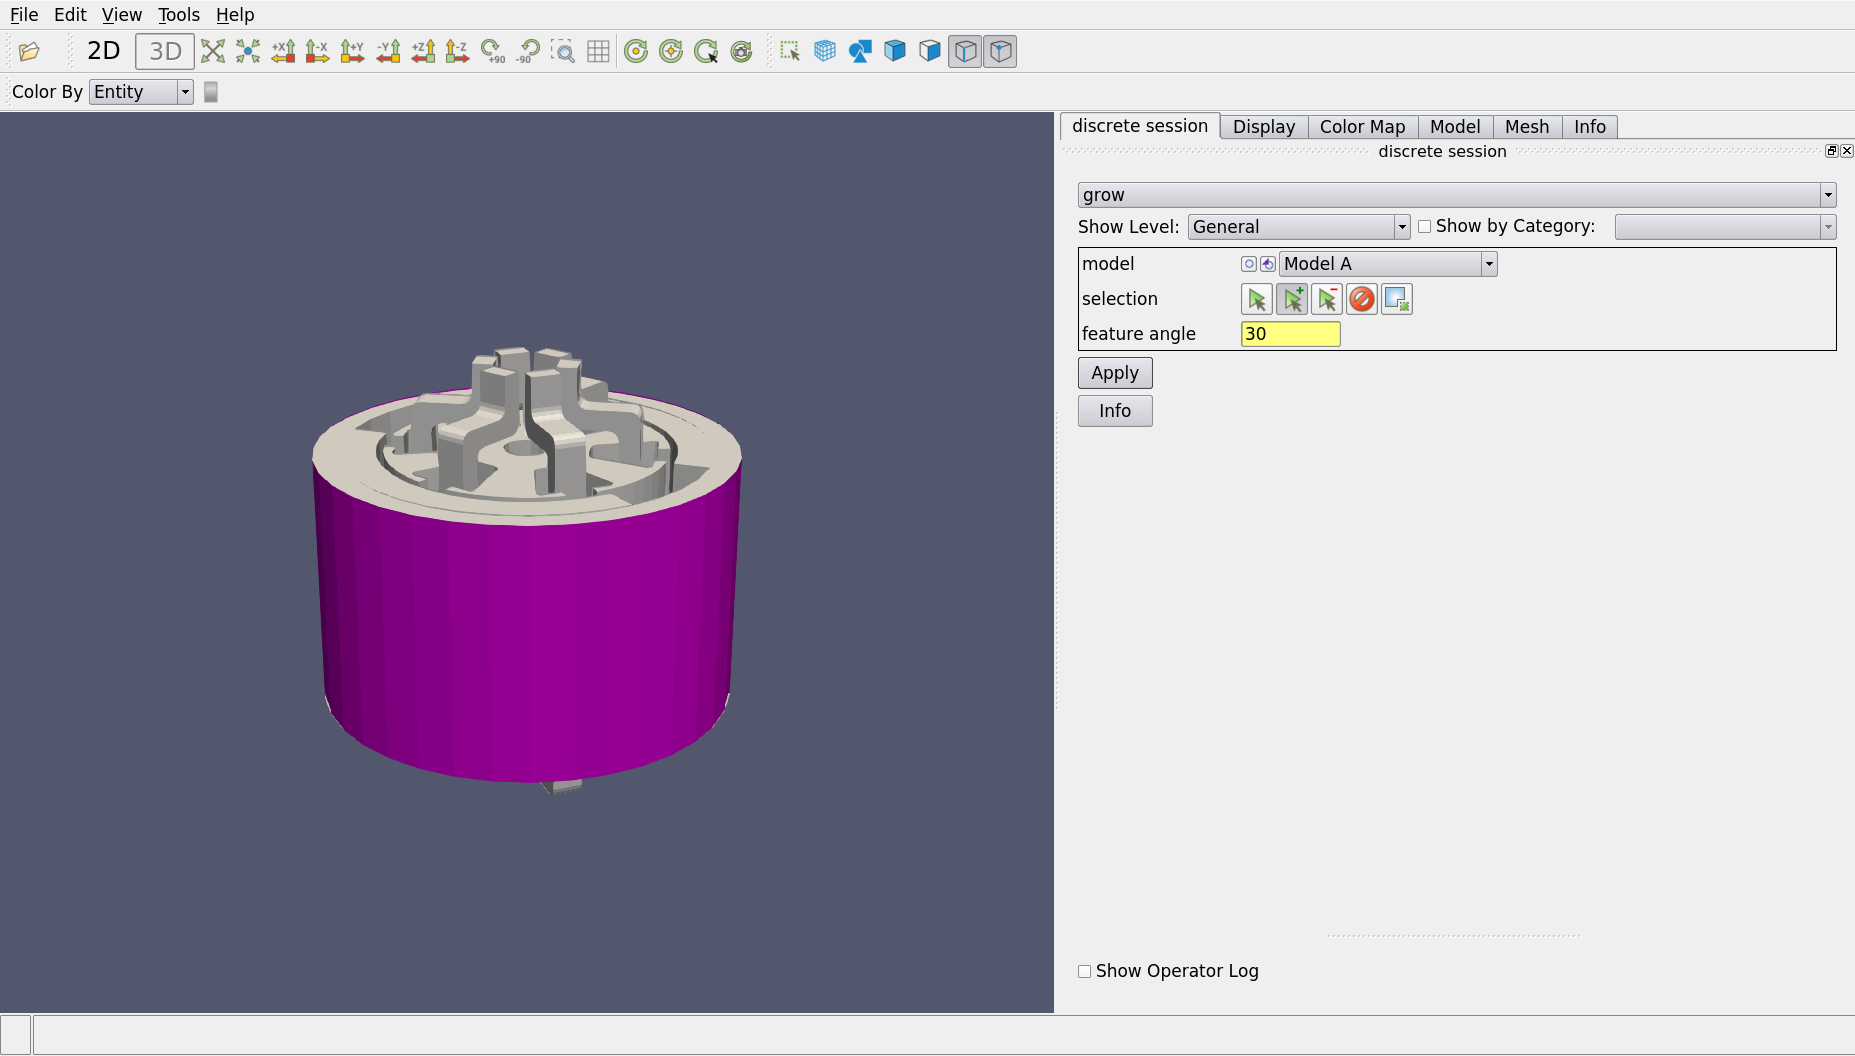 File Edit View Tools Help
2D 3D +X -X +Y -Y +Z -Z +90 -90
Color By Entity
discrete session Display Color Map Model Mesh Info
discrete session
grow
Show Level: General Show by Category:
model Model A
selection
feature angle 30
Apply
Info
Show Operator Log